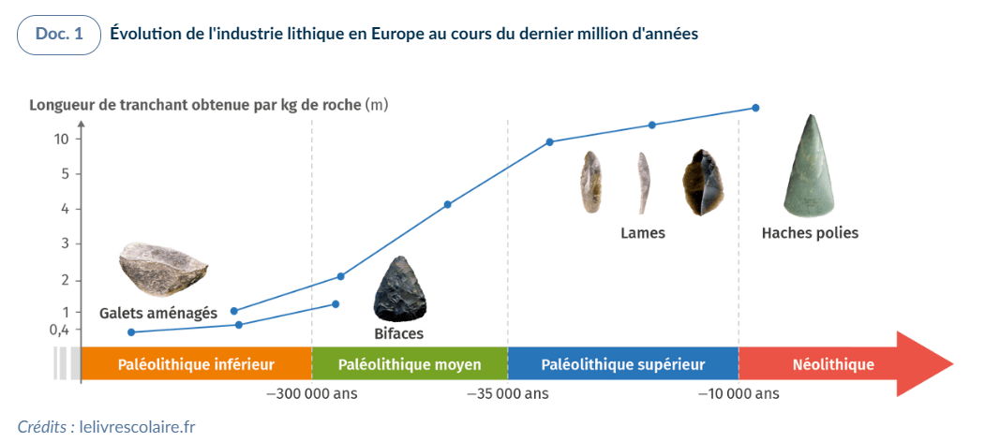 Doc. 1 Évolution de l'industrie lithique en Europe au cours du dernier million d'années
Longueur de tranchant obtenue par kg de roche (m)
10
5
4
3
2
1
0,4
Galets aménagés
Bifaces
Lames
Haches polies
Paléolithique inférieur Paléolithique moyen Paléolithique supérieur Néolithique
−300 000 ans −35 000 ans −10 000 ans
Crédits : lelivrescolaire.fr